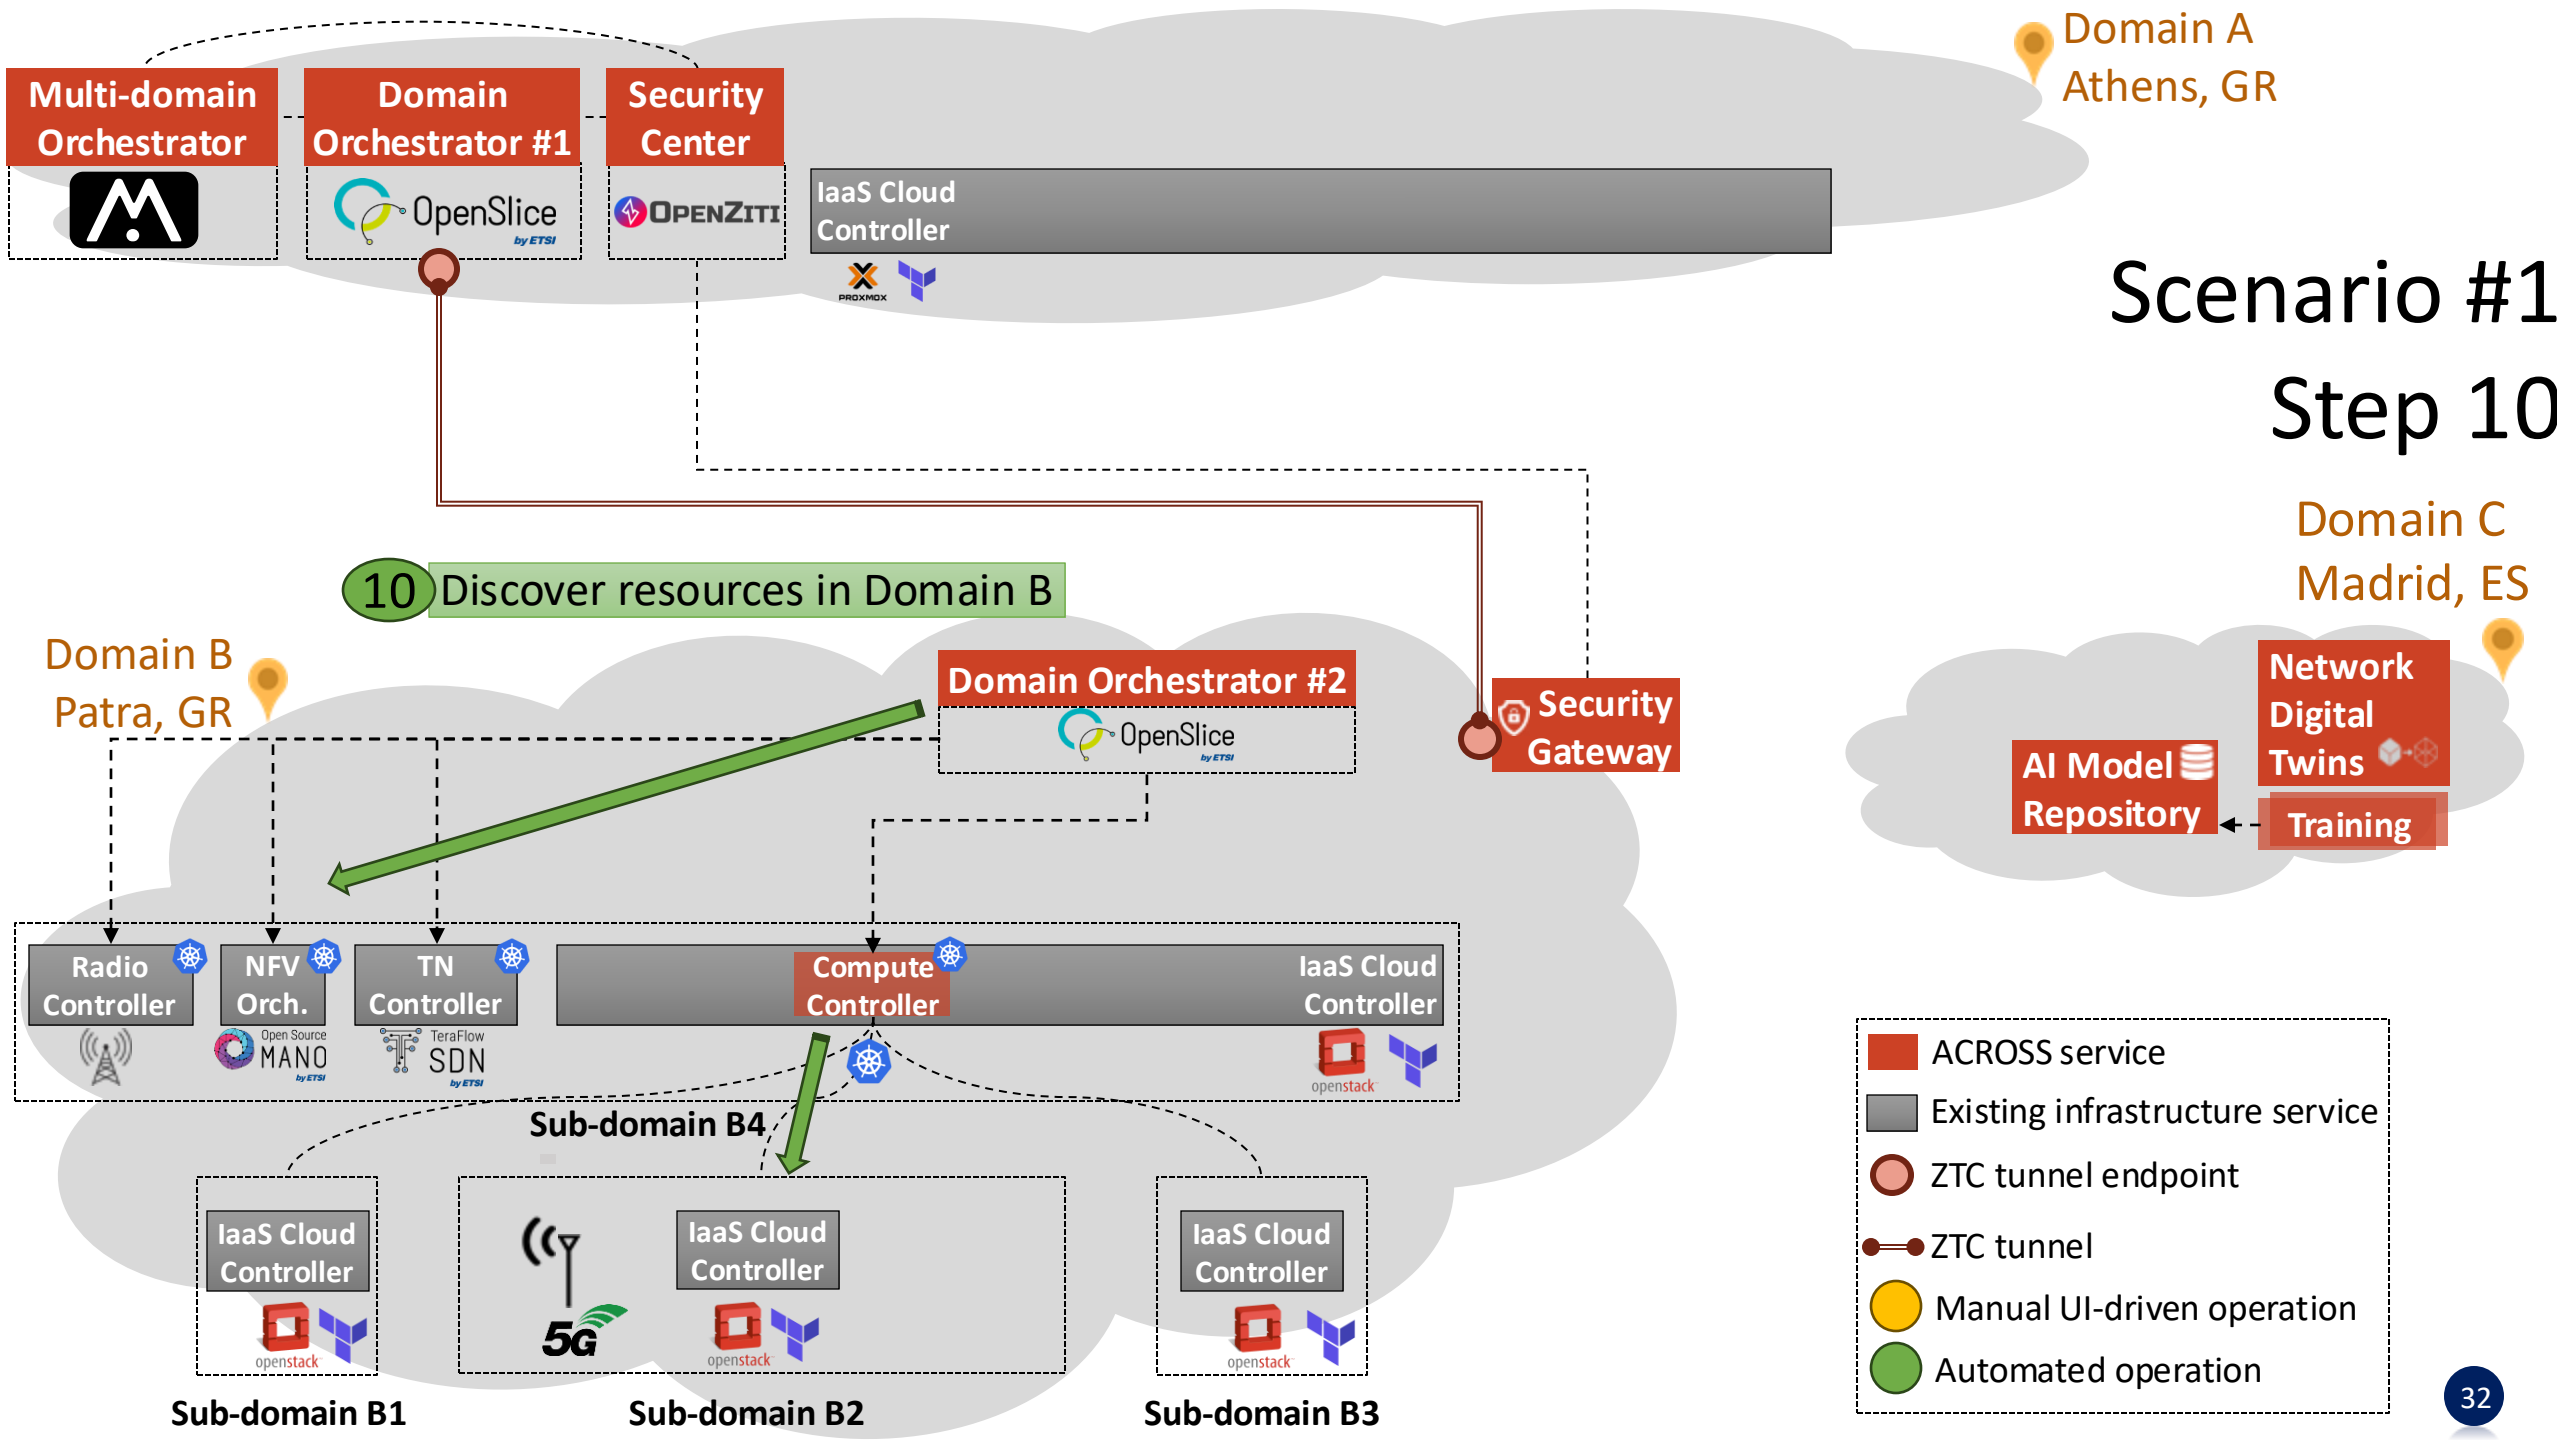 Domain A
Athens, GR
Multi-domain
Orchestrator
Domain
Orchestrator #1
Security
Center
OpenSlice
by ETSI
OPENZITI
IaaS Cloud
Controller
PROXMOX
Scenario #1
Step 10
Domain C
Madrid, ES
10 Discover resources in Domain B
Domain B
Patra, GR
Domain Orchestrator #2
OpenSlice
by ETSI
Security
Gateway
Network
Digital
Twins
AI Model
Repository
Training
Radio
Controller
NFV
Orch.
Open Source
MANO
by ETSI
TN
Controller
TeraFlow
SDN
by ETSI
Compute
Controller
IaaS Cloud
Controller
openstack
Sub-domain B4
IaaS Cloud
Controller
openstack
Sub-domain B1
5G
IaaS Cloud
Controller
openstack
Sub-domain B2
IaaS Cloud
Controller
openstack
Sub-domain B3
ACROSS service
Existing infrastructure service
ZTC tunnel endpoint
ZTC tunnel
Manual UI-driven operation
Automated operation
32